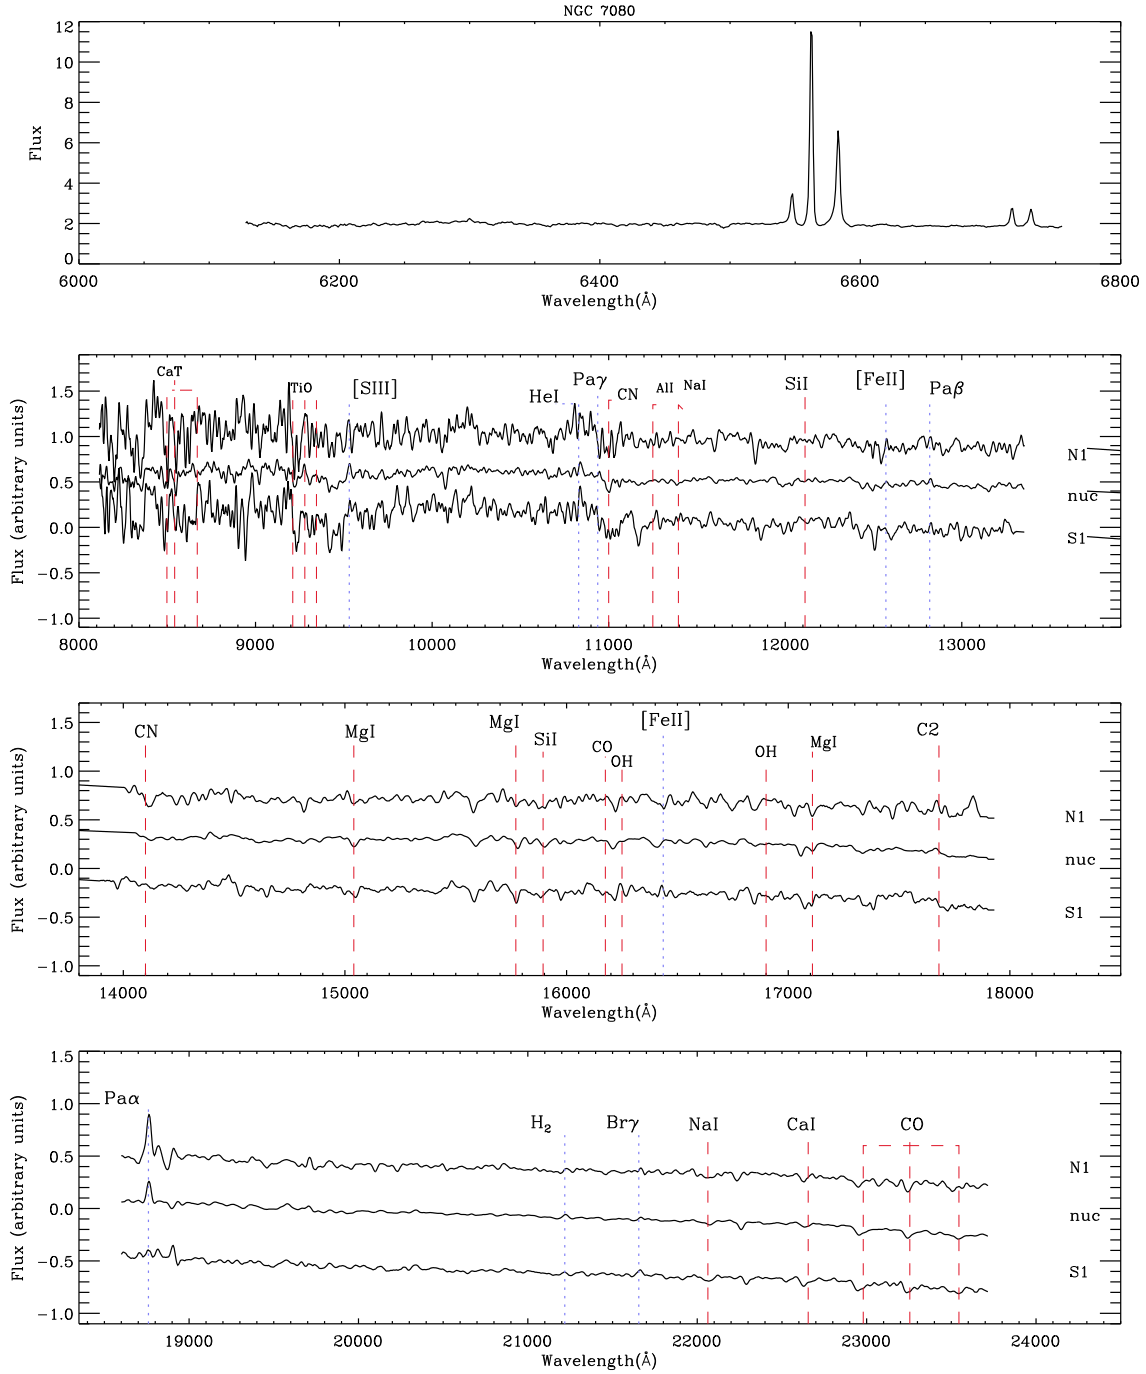 NGC 7080
12
10
8
6
4
2
0
Flux
6000 6200 6400 6600 6800
Wavelength(Å)
CaT TiO [SIII] HeI Paγ CN AlI NaI SiI [FeII] Paβ
1.5
1.0
0.5
0.0
−0.5
−1.0
Flux (arbitrary units)
N1
nuc
S1
8000 9000 10000 11000 12000 13000
Wavelength(Å)
CN MgI MgI SiI CO OH [FeII] OH MgI C2
1.5
1.0
0.5
0.0
−0.5
−1.0
Flux (arbitrary units)
N1
nuc
S1
14000 15000 16000 17000 18000
Wavelength(Å)
Paα H2 Brγ NaI CaI CO
1.5
1.0
0.5
0.0
−0.5
−1.0
Flux (arbitrary units)
N1
nuc
S1
19000 20000 21000 22000 23000 24000
Wavelength(Å)